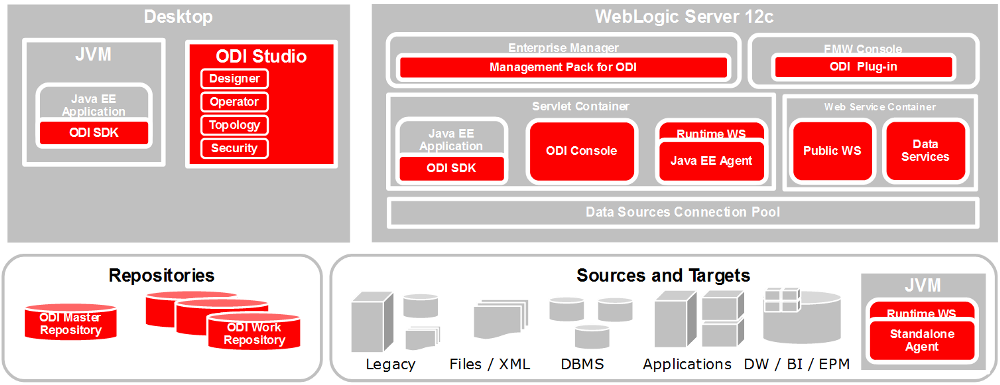 Desktop
JVM
Java EE
Application
ODI SDK
ODI Studio
Designer
Operator
Topology
Security
WebLogic Server 12c
Enterprise Manager
Management Pack for ODI
FMW Console
ODI Plug-in
Servlet Container
Java EE
Application
ODI SDK
ODI Console
Runtime WS
Java EE Agent
Web Service Container
Public WS
Data
Services
Data Sources Connection Pool
Repositories
ODI Master
Repository
ODI Work
Repository
Sources and Targets
Legacy
Files / XML
DBMS
Applications
DW / BI / EPM
JVM
Runtime WS
Standalone
Agent